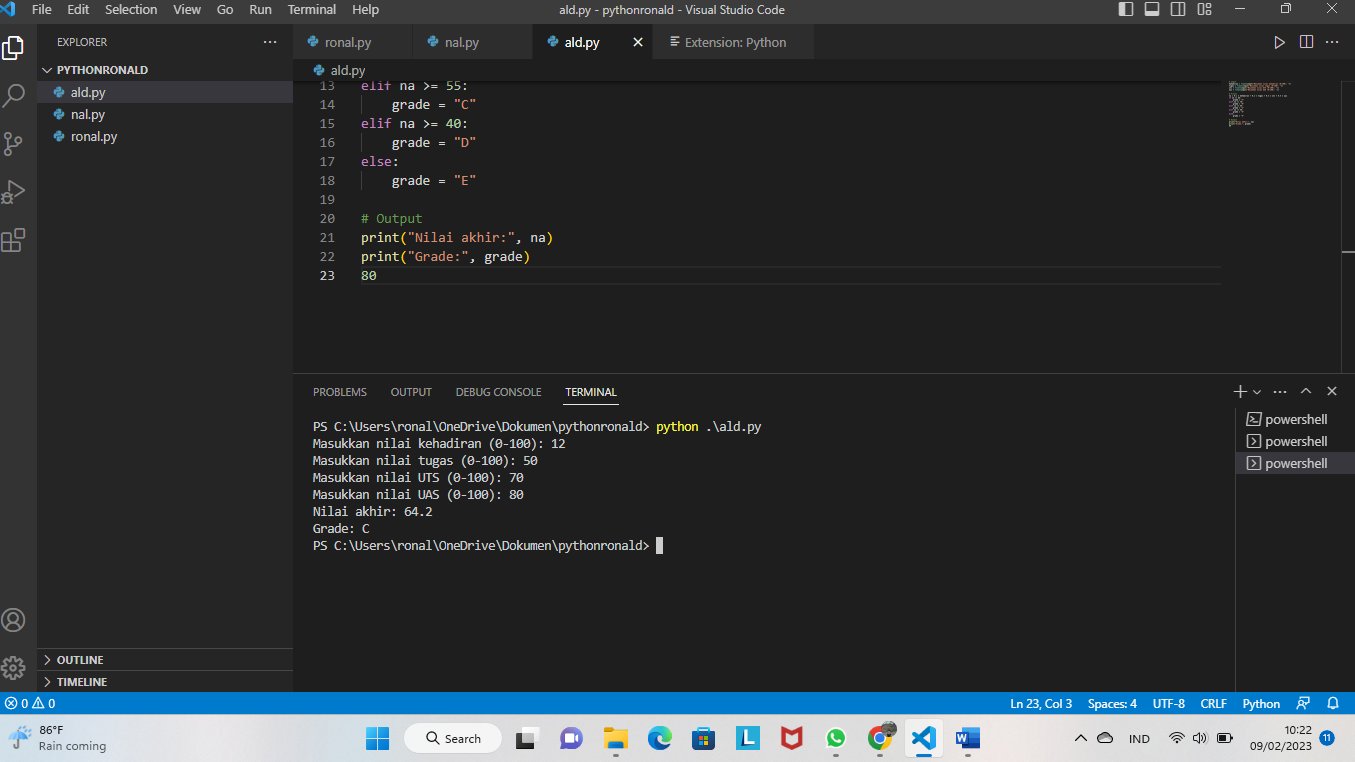 File Edit Selection View Go Run Terminal Help
ald.py - pythonronald - Visual Studio Code
EXPLORER
PYTHONRONALD
ald.py
nal.py
ronal.py
OUTLINE
TIMELINE
ronal.py nal.py ald.py Extension: Python
ald.py
13 elif na >= 55:
14 grade = "C"
15 elif na >= 40:
16 grade = "D"
17 else:
18 grade = "E"
19
20 # Output
21 print("Nilai akhir:", na)
22 print("Grade:", grade)
23 80
PROBLEMS OUTPUT DEBUG CONSOLE TERMINAL
PS C:\Users\ronal\OneDrive\Dokumen\pythonronald> python .\ald.py
Masukkan nilai kehadiran (0-100): 12
Masukkan nilai tugas (0-100): 50
Masukkan nilai UTS (0-100): 70
Masukkan nilai UAS (0-100): 80
Nilai akhir: 64.2
Grade: C
PS C:\Users\ronal\OneDrive\Dokumen\pythonronald>
powershell
powershell
powershell
0 0
Ln 23, Col 3 Spaces: 4 UTF-8 CRLF Python
86°F
Rain coming
Search
IND
10:22
09/02/2023
11